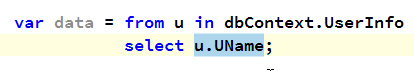 var data = from u in dbContext.UserInfo
select u.UName;